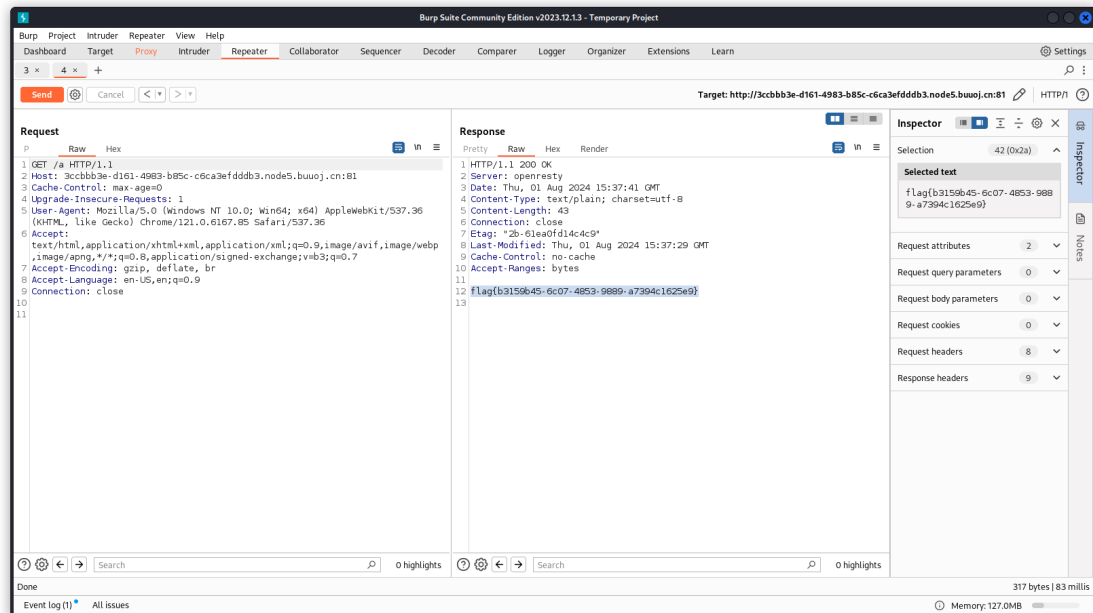 Burp Suite Community Edition v2023.12.1.3 - Temporary Project
Burp Project Intruder Repeater View Help
Dashboard Target Proxy Intruder Repeater Collaborator Sequencer Decoder Comparer Logger Organizer Extensions Learn Settings
3 × 4 × +
Send Cancel < > Target: http://3ccbbb3e-d161-4983-b85c-c6ca3efdddb3.node5.buuoj.cn:81 HTTP/1
Request
P Raw Hex \n
1 GET /a HTTP/1.1
2 Host: 3ccbbb3e-d161-4983-b85c-c6ca3efdddb3.node5.buuoj.cn:81
3 Cache-Control: max-age=0
4 Upgrade-Insecure-Requests: 1
5 User-Agent: Mozilla/5.0 (Windows NT 10.0; Win64; x64) AppleWebKit/537.36
(KHTML, like Gecko) Chrome/121.0.6167.85 Safari/537.36
6 Accept:
text/html,application/xhtml+xml,application/xml;q=0.9,image/avif,image/webp
,image/apng,*/*;q=0.8,application/signed-exchange;v=b3;q=0.7
7 Accept-Encoding: gzip, deflate, br
8 Accept-Language: en-US,en;q=0.9
9 Connection: close
10
11
Search 0 highlights
Response
Pretty Raw Hex Render \n
1 HTTP/1.1 200 OK
2 Server: openresty
3 Date: Thu, 01 Aug 2024 15:37:41 GMT
4 Content-Type: text/plain; charset=utf-8
5 Content-Length: 43
6 Connection: close
7 Etag: "2b-61ea0fd14c4c9"
8 Last-Modified: Thu, 01 Aug 2024 15:37:29 GMT
9 Cache-Control: no-cache
10 Accept-Ranges: bytes
11
12 flag{b3159b45-6c07-4853-9889-a7394c1625e9}
13
Search 0 highlights
Inspector
Selection 42 (0x2a)
Selected text
flag{b3159b45-6c07-4853-988
9-a7394c1625e9}
Request attributes 2
Request query parameters 0
Request body parameters 0
Request cookies 0
Request headers 8
Response headers 9
Inspector
Notes
Done 317 bytes | 83 millis
Event log (1) All issues Memory: 127.0MB